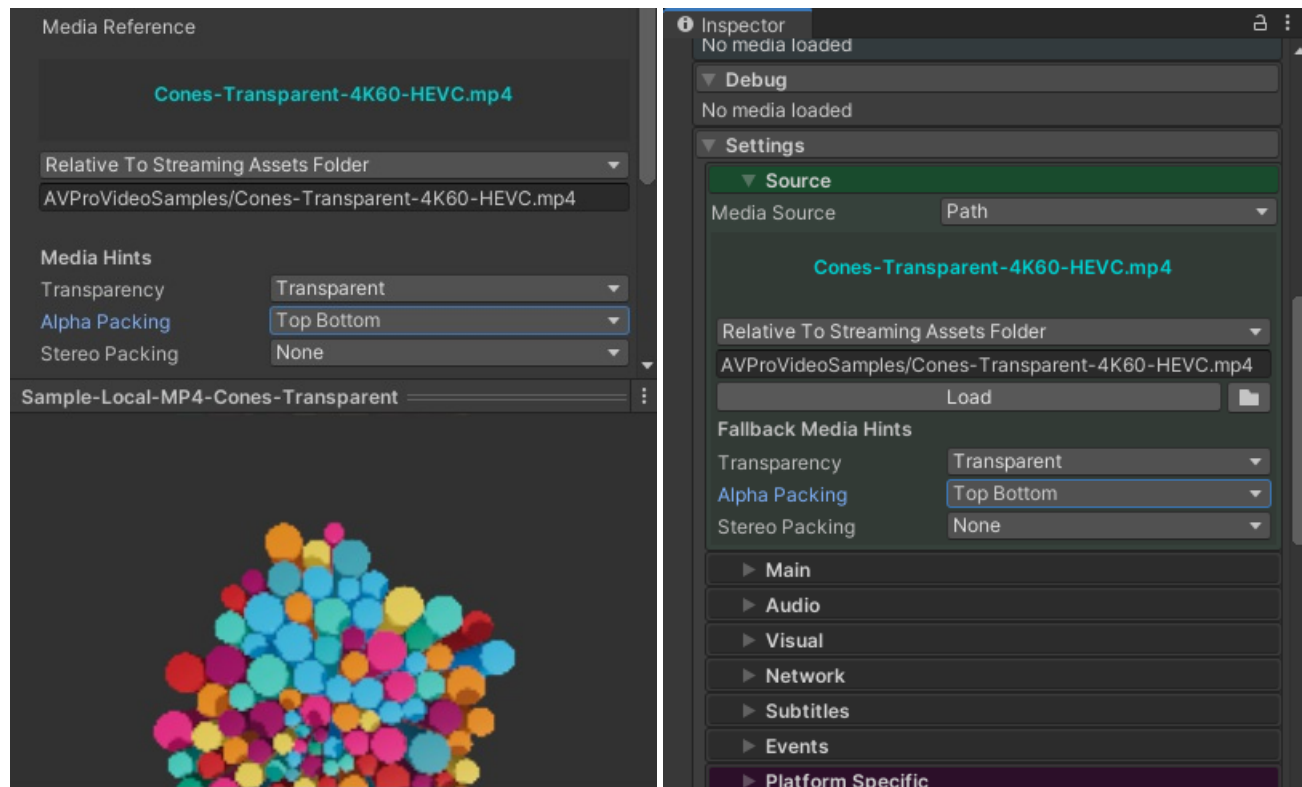 Media Reference
Cones-Transparent-4K60-HEVC.mp4
Relative To Streaming Assets Folder
AVProVideoSamples/Cones-Transparent-4K60-HEVC.mp4
Media Hints
Transparency Transparent
Alpha Packing Top Bottom
Stereo Packing None
Sample-Local-MP4-Cones-Transparent
Inspector
No media loaded
Debug
No media loaded
Settings
Source
Media Source Path
Cones-Transparent-4K60-HEVC.mp4
Relative To Streaming Assets Folder
AVProVideoSamples/Cones-Transparent-4K60-HEVC.mp4
Load
Fallback Media Hints
Transparency Transparent
Alpha Packing Top Bottom
Stereo Packing None
Main
Audio
Visual
Network
Subtitles
Events
Platform Specific